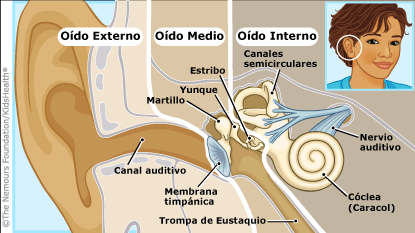 Oído Externo
Oído Medio
Oído Interno
Canales
semicirculares
Estribo
Yunque
Martillo
Nervio
auditivo
Canal auditivo
Membrana
timpánica
Cóclea
(Caracol)
Trompa de Eustaquio
©The Nemours Foundation/KidsHealth®